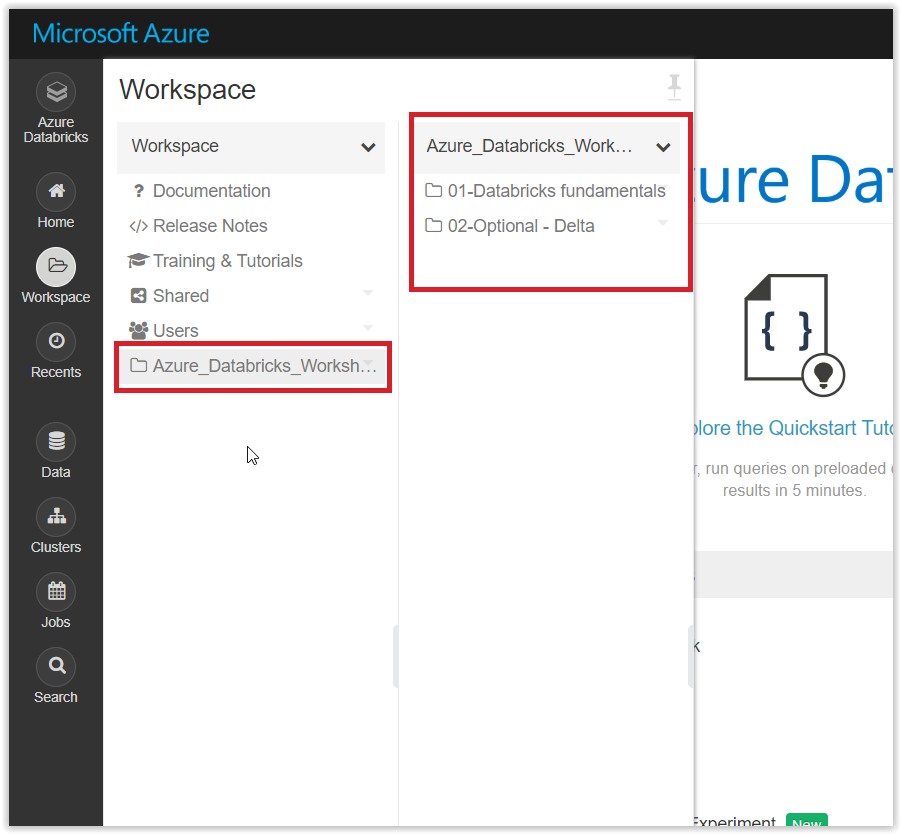 Microsoft Azure
Azure
Databricks
Home
Workspace
Recents
Data
Clusters
Jobs
Search
Workspace
Workspace
? Documentation
</> Release Notes
Training & Tutorials
Shared
Users
Azure_Databricks_Worksh...
Azure_Databricks_Work...
01-Databricks fundamentals
02-Optional - Delta
ure Dat
{ }
plore the Quickstart Tuto
r, run queries on preloaded
results in 5 minutes.
k
Experiment New